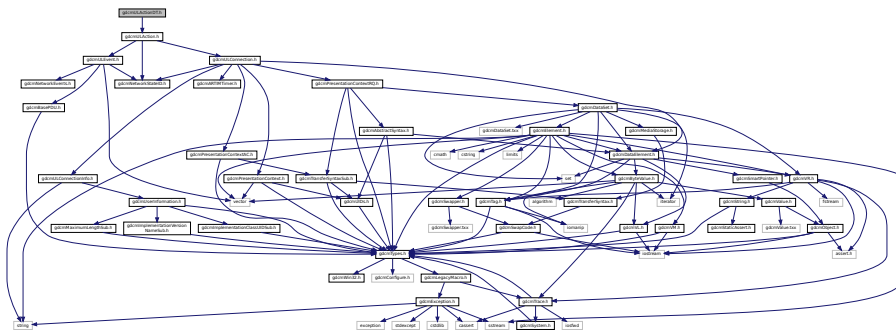 gdcmULActionDT.h
gdcmULAction.h
gdcmULEvent.h
gdcmULConnection.h
gdcmNetworkEvents.h
gdcmNetworkStateID.h
gdcmARTIMTimer.h
gdcmPresentationContextRQ.h
gdcmBasePDU.h
gdcmDataSet.h
gdcmAbstractSyntax.h
gdcmDataSet.txx
gdcmElement.h
gdcmMediaStorage.h
cmath
cstring
limits
gdcmDataElement.h
gdcmPresentationContextAC.h
gdcmULConnectionInfo.h
gdcmPresentationContext.h
gdcmTransferSyntaxSub.h
set
gdcmByteValue.h
gdcmSmartPointer.h
gdcmVR.h
gdcmUserInformation.h
vector
gdcmUIDs.h
gdcmSwapper.h
gdcmTag.h
algorithm
gdcmTransferSyntax.h
iterator
gdcmString.h
gdcmValue.h
fstream
gdcmMaximumLengthSub.h
gdcmImplementationVersion
NameSub.h
gdcmImplementationClassUIDSub.h
gdcmSwapper.txx
gdcmSwapCode.h
iomanip
gdcmVL.h
gdcmVM.h
gdcmStaticAssert.h
gdcmValue.txx
gdcmObject.h
gdcmTypes.h
iostream
assert.h
gdcmWin32.h
gdcmConfigure.h
gdcmLegacyMacro.h
gdcmException.h
gdcmTrace.h
string
exception
stdexcept
cstdlib
cassert
sstream
gdcmSystem.h
iosfwd